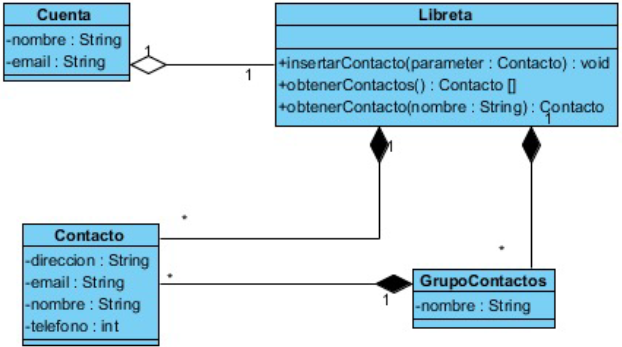 Cuenta
-nombre : String
-email : String
1
1
Libreta
+insertarContacto(parameter : Contacto) : void
+obtenerContactos() : Contacto []
+obtenerContacto(nombre : String) : Contacto
1
1
*
*
Contacto
-direccion : String
-email : String
-nombre : String
-telefono : int
*
1
GrupoContactos
-nombre : String